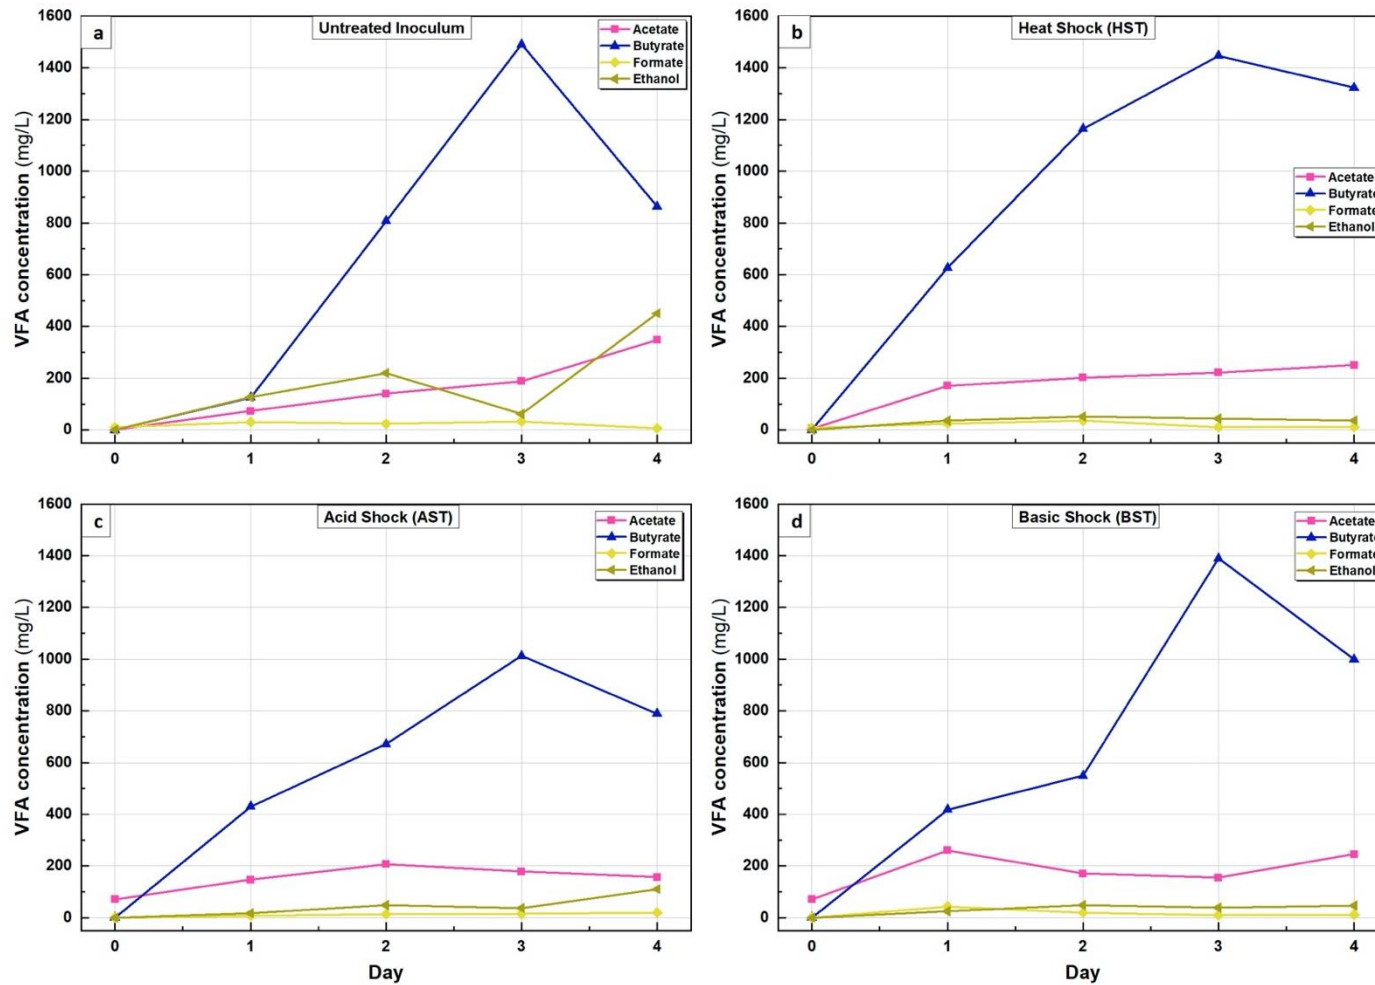 a
Untreated Inoculum
Acetate
Butyrate
Formate
Ethanol
VFA concentration (mg/L)
1600
1400
1200
1000
800
600
400
200
0
0 1 2 3 4
b
Heat Shock (HST)
Acetate
Butyrate
Formate
Ethanol
VFA concentration (mg/L)
1600
1400
1200
1000
800
600
400
200
0
0 1 2 3 4
c
Acid Shock (AST)
Acetate
Butyrate
Formate
Ethanol
VFA concentration (mg/L)
1600
1400
1200
1000
800
600
400
200
0
0 1 2 3 4
Day
d
Basic Shock (BST)
Acetate
Butyrate
Formate
Ethanol
VFA concentration (mg/L)
1600
1400
1200
1000
800
600
400
200
0
0 1 2 3 4
Day